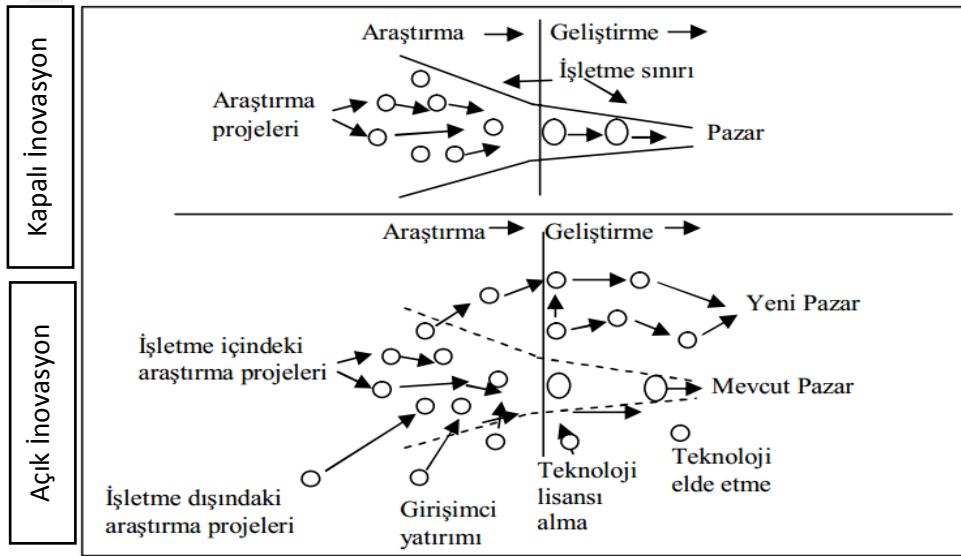 Kapalı İnovasyon
Araştırma
Geliştirme
İşletme sınırı
Araştırma
projeleri
Pazar
Açık İnovasyon
Araştırma
Geliştirme
Yeni Pazar
İşletme içindeki
araştırma projeleri
Mevcut Pazar
İşletme dışındaki
araştırma projeleri
Girişimci
yatırımı
Teknoloji
lisansı
alma
Teknoloji
elde etme